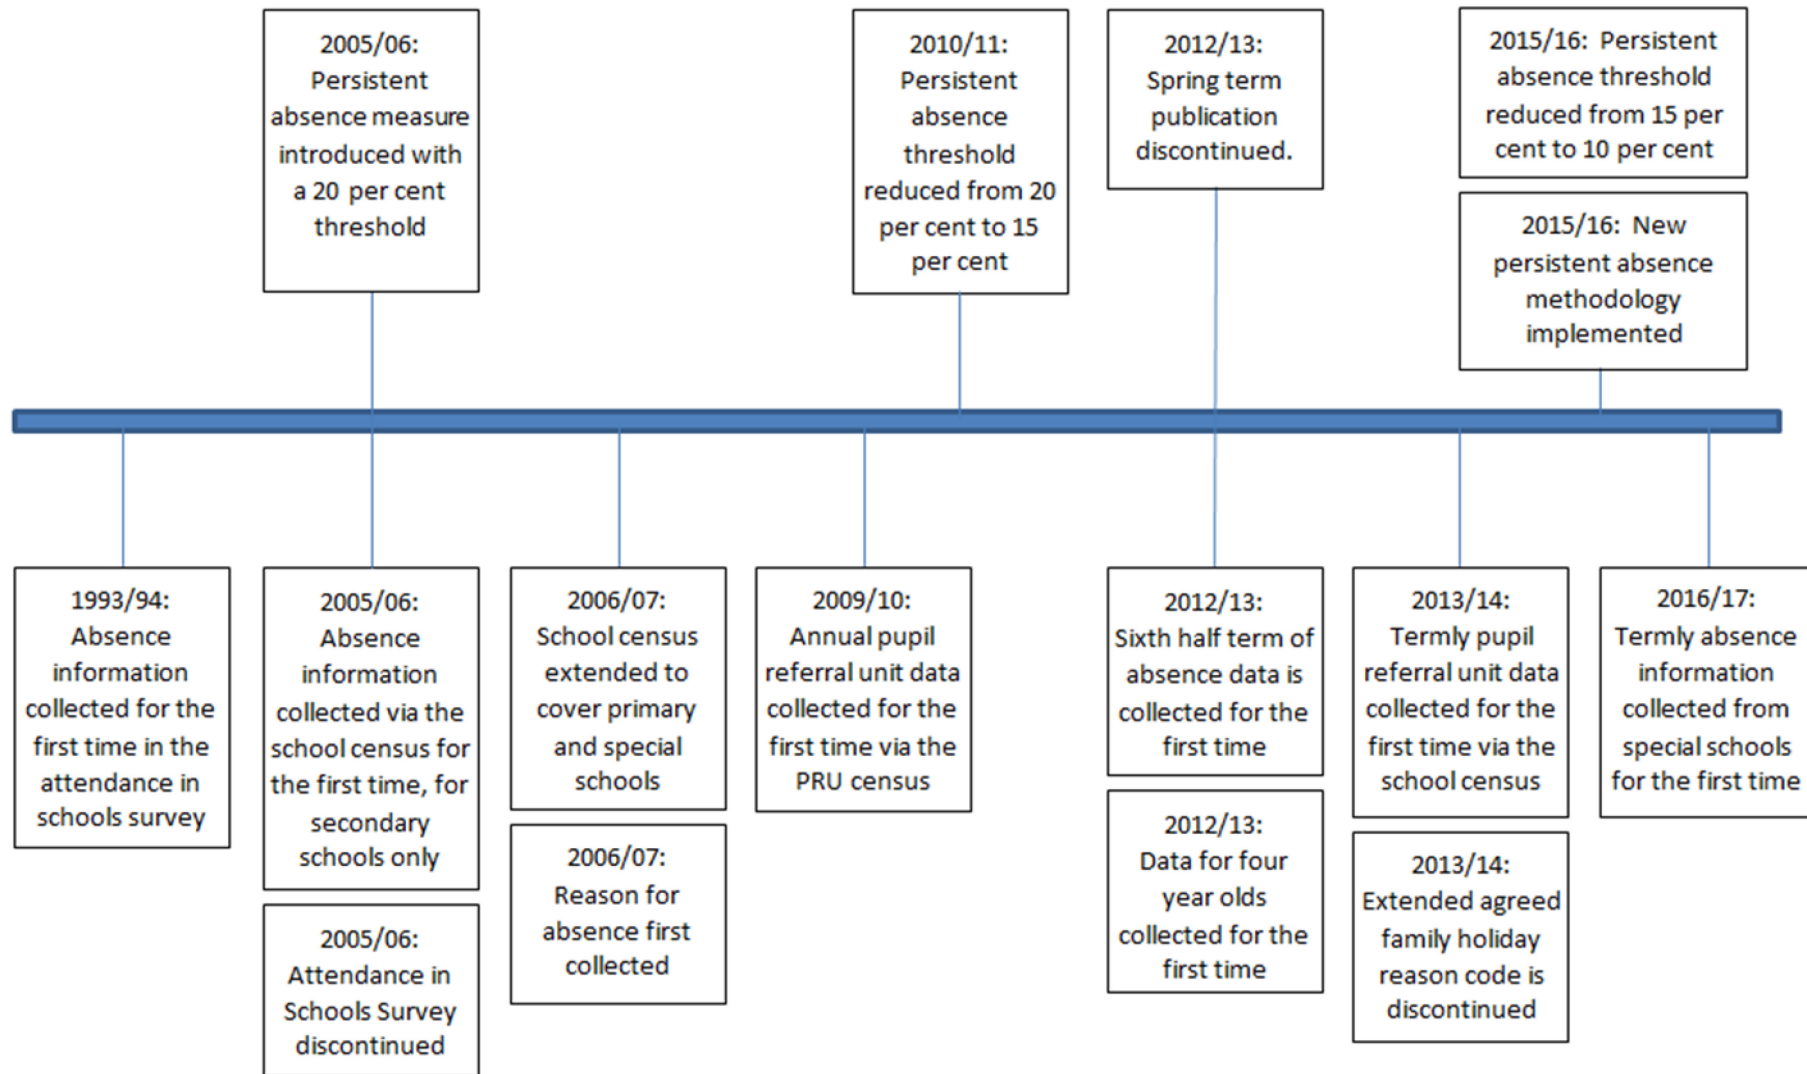 2005/06:
Persistent
absence measure
introduced with
a 20 per cent
threshold
2010/11:
Persistent
absence
threshold
reduced from 20
per cent to 15
per cent
2012/13:
Spring term
publication
discontinued.
2015/16: Persistent
absence threshold
reduced from 15 per
cent to 10 per cent
2015/16: New
persistent absence
methodology
implemented
1993/94:
Absence
information
collected for the
first time in the
attendance in
schools survey
2005/06:
Absence
information
collected via the
school census for
the first time, for
secondary
schools only
2005/06:
Attendance in
Schools Survey
discontinued
2006/07:
School census
extended to
cover primary
and special
schools
2006/07:
Reason for
absence first
collected
2009/10:
Annual pupil
referral unit data
collected for the
first time via the
PRU census
2012/13:
Sixth half term of
absence data is
collected for the
first time
2012/13:
Data for four
year olds
collected for the
first time
2013/14:
Termly pupil
referral unit data
collected for the
first time via the
school census
2013/14:
Extended agreed
family holiday
reason code is
discontinued
2016/17:
Termly absence
information
collected from
special schools
for the first time